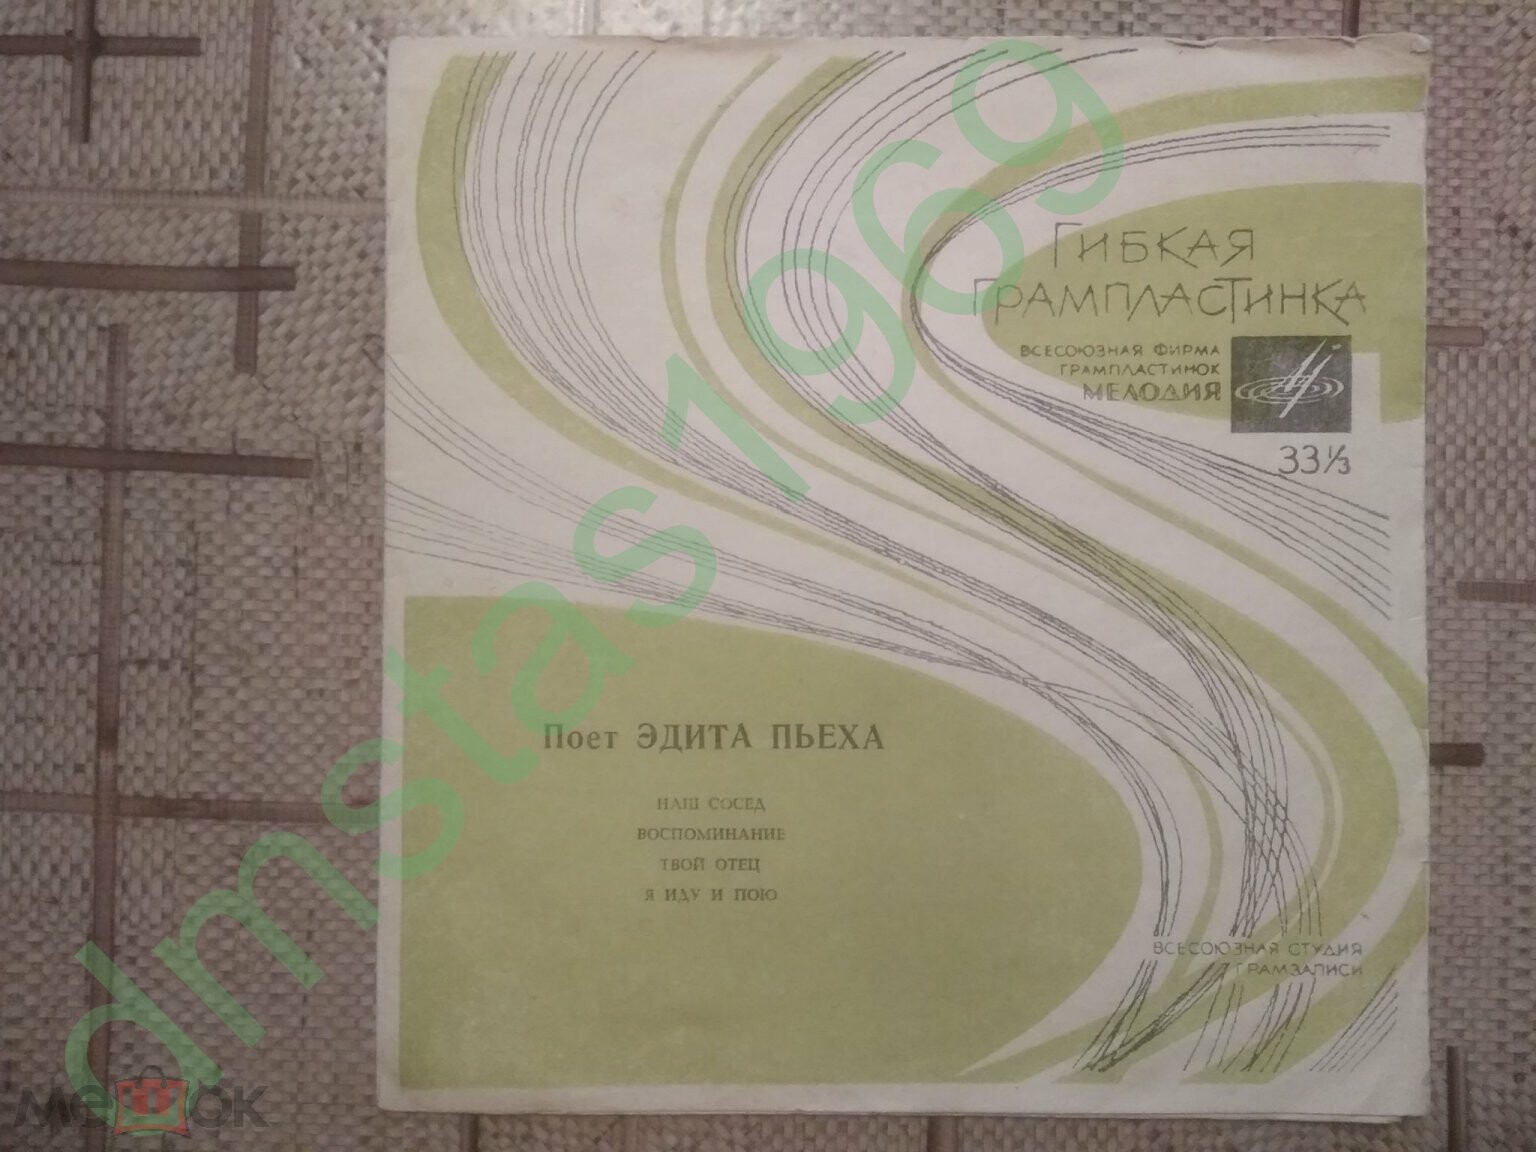 ГИБКАЯ
ГРАМПЛАСТИНКА
ВСЕСОЮЗНАЯ ФИРМА
ГРАМПЛАСТИНОК
МЕЛОДИЯ
33⅓
Поет ЭДИТА ПЬЕХА
НАШ СОСЕД
ВОСПОМИНАНИЕ
ТВОЙ ОТЕЦ
Я ИДУ И ПОЮ
ВСЕСОЮЗНАЯ СТУДИЯ
ГРАМЗАПИСИ
dmstas1969
мешок